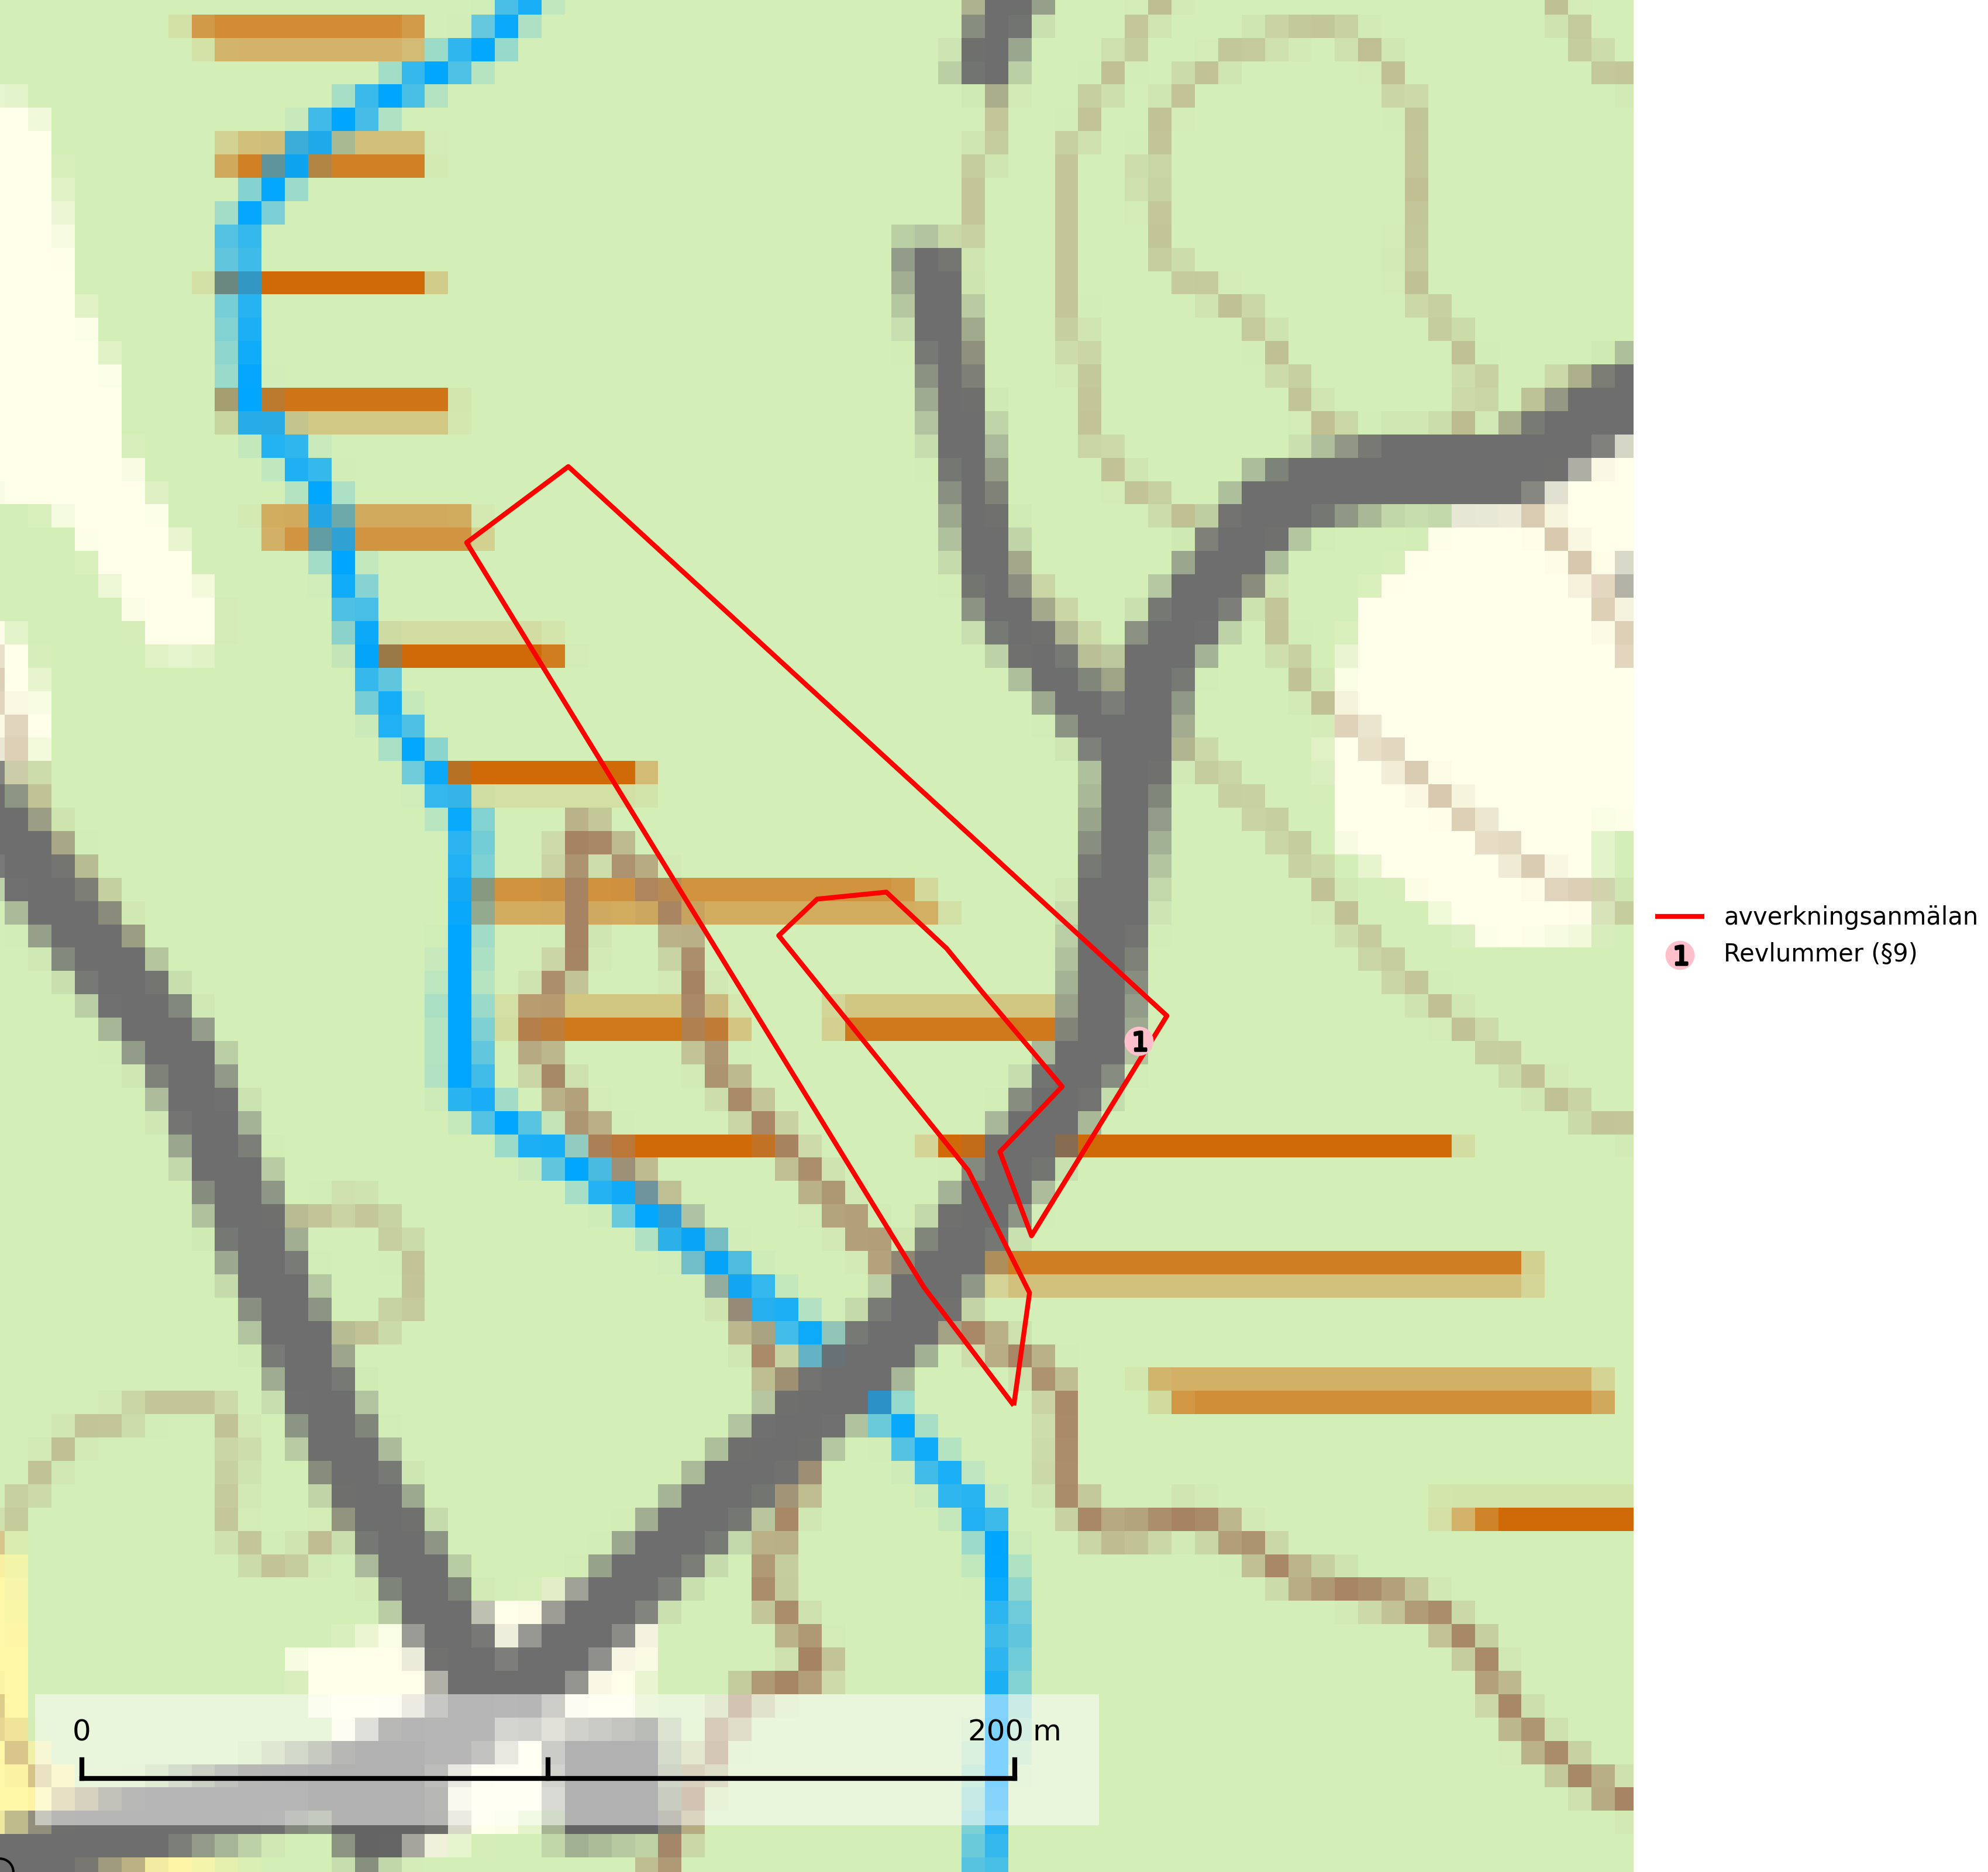 1
avverkningsanmälan
1 Revlummer (§9)
0 200 m